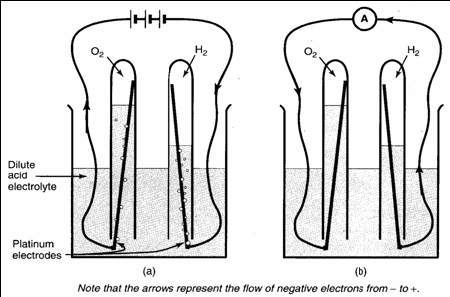 A
O2
H2
O2
H2
Dilute
acid
electrolyte
Platinum
electrodes
(a)
(b)
Note that the arrows represent the flow of negative electrons from – to +.